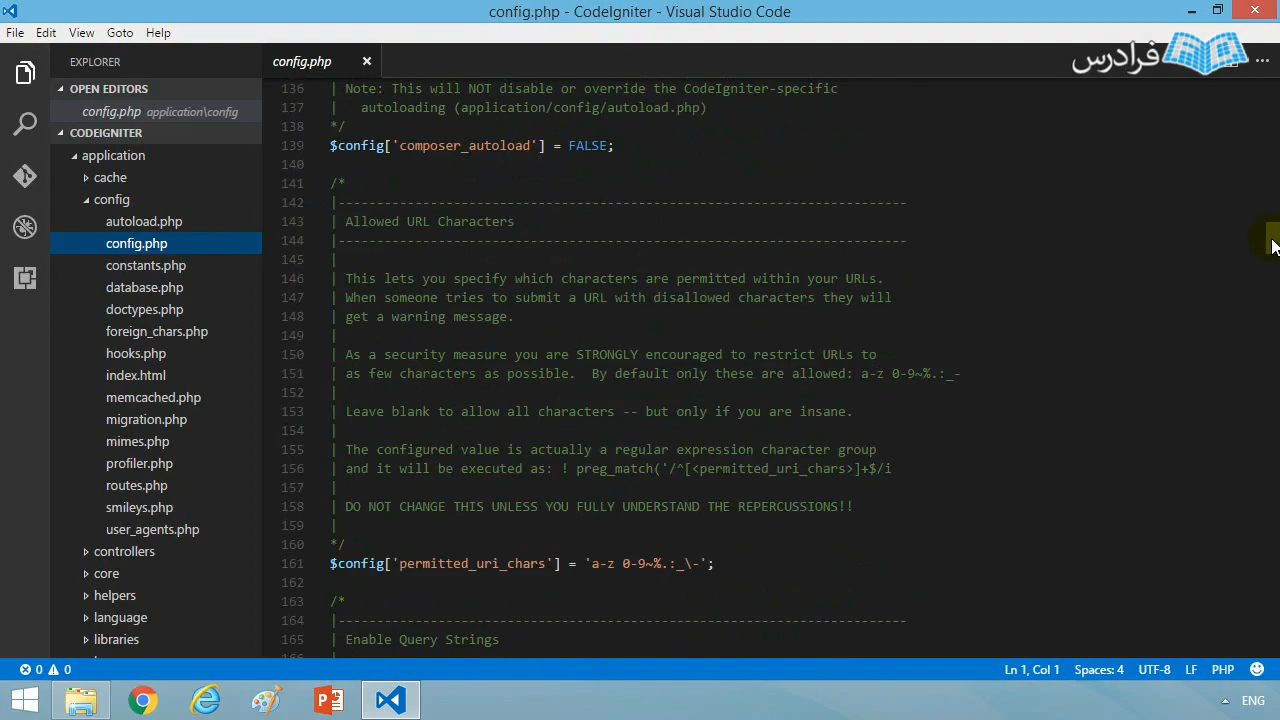 config.php - CodeIgniter - Visual Studio Code
File Edit View Goto Help
فرادرس
EXPLORER
OPEN EDITORS
config.php application\config
CODEIGNITER
application
cache
config
autoload.php
config.php
constants.php
database.php
doctypes.php
foreign_chars.php
hooks.php
index.html
memcached.php
migration.php
mimes.php
profiler.php
routes.php
smileys.php
user_agents.php
controllers
core
helpers
language
libraries
config.php
136 | Note: This will NOT disable or override the CodeIgniter-specific
137 |   autoloading (application/config/autoload.php)
138 */
139 $config['composer_autoload'] = FALSE;
140
141 /*
142 |--------------------------------------------------------------------------
143 | Allowed URL Characters
144 |--------------------------------------------------------------------------
145 |
146 | This lets you specify which characters are permitted within your URLs.
147 | When someone tries to submit a URL with disallowed characters they will
148 | get a warning message.
149 |
150 | As a security measure you are STRONGLY encouraged to restrict URLs to
151 | as few characters as possible.  By default only these are allowed: a-z 0-9~%.:_-
152 |
153 | Leave blank to allow all characters -- but only if you are insane.
154 |
155 | The configured value is actually a regular expression character group
156 | and it will be executed as: ! preg_match('/^[<permitted_uri_chars>]+$/i
157 |
158 | DO NOT CHANGE THIS UNLESS YOU FULLY UNDERSTAND THE REPERCUSSIONS!!
159 |
160 */
161 $config['permitted_uri_chars'] = 'a-z 0-9~%.:_\-';
162
163 /*
164 |--------------------------------------------------------------------------
165 | Enable Query Strings
0 0
Ln 1, Col 1 Spaces: 4 UTF-8 LF PHP
ENG